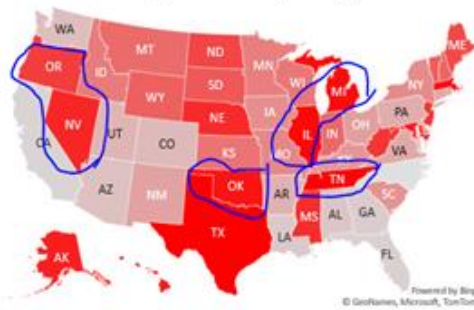 WA
MT
ND
MN
ME
OR
ID
SD
WI
MI
NY
WY
IA
PA
NE
NV
IL
IN
OH
UT
CO
CA
KS
MO
VA
OK
TN
AZ
NM
AR
SC
MS
AL
GA
TX
LA
AK
FL
Powered by Bing
© GeoNames, Microsoft, TomTom